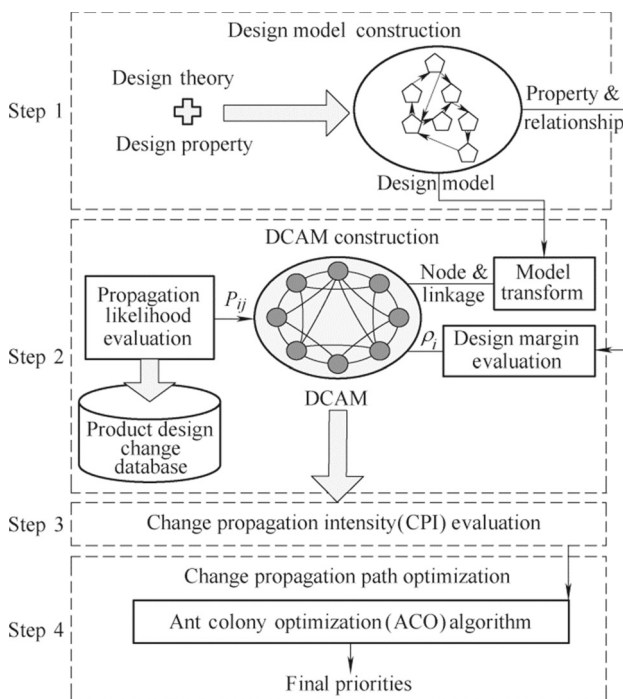 Design model construction
Design theory
Step 1
Design property
Property &
relationship
Design model
DCAM construction
Propagation
likelihood
evaluation
P_{ij}
Node &
linkage
Model
transform
Step 2
ρ_i
Design margin
evaluation
DCAM
Product design
change
database
Step 3
Change propagation intensity(CPI) evaluation
Change propagation path optimization
Step 4
Ant colony optimization(ACO) algorithm
Final priorities